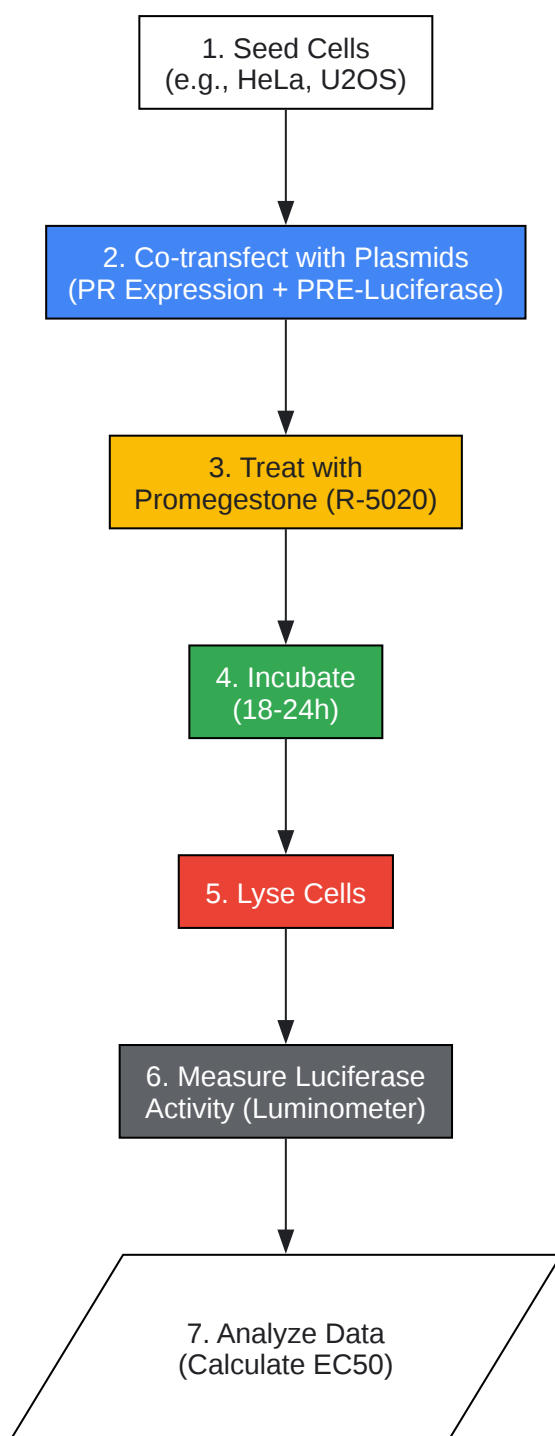 1. Seed Cells
(e.g., HeLa, U2OS)
2. Co-transfect with Plasmids
(PR Expression + PRE-Luciferase)
3. Treat with
Promegestone (R-5020)
4. Incubate
(18-24h)
5. Lyse Cells
6. Measure Luciferase
Activity (Luminometer)
7. Analyze Data
(Calculate EC50)